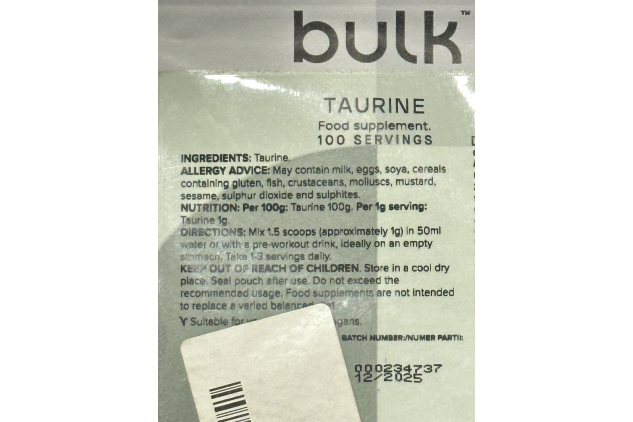 bulk™
TAURINE
Food supplement.
100 SERVINGS
INGREDIENTS: Taurine.
ALLERGY ADVICE: May contain milk, eggs, soya, cereals
containing gluten, fish, crustaceans, molluscs, mustard,
sesame, sulphur dioxide and sulphites.
NUTRITION: Per 100g: Taurine 100g. Per 1g serving:
Taurine 1g.
DIRECTIONS: Mix 1.5 scoops (approximately 1g) in 50ml
water or with a pre-workout drink, ideally on an empty
stomach. Take 1-3 servings daily.
KEEP OUT OF REACH OF CHILDREN. Store in a cool dry
place. Seal pouch after use. Do not exceed the
recommended usage. Food supplements are not intended
to replace a varied balanced
Suitable for
BATCH NUMBER:/NUMER PARTII:
000234737
12/2025